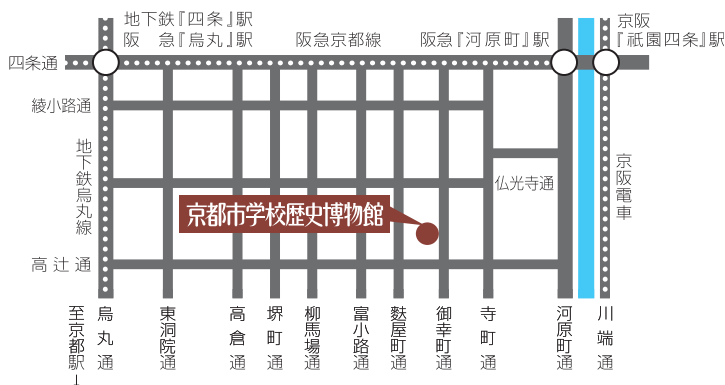 地下鉄『四条』駅
阪 急『烏丸』駅
阪急京都線
阪急『河原町』駅
京阪
『祇園四条』駅
四条通
綾小路通
地下鉄烏丸線
仏光寺通
京阪電車
京都市学校歴史博物館
高辻通
至京都駅↓
烏丸通
東洞院通
高倉通
堺町通
柳馬場通
富小路通
麩屋町通
御幸町通
寺町通
河原町通
川端通